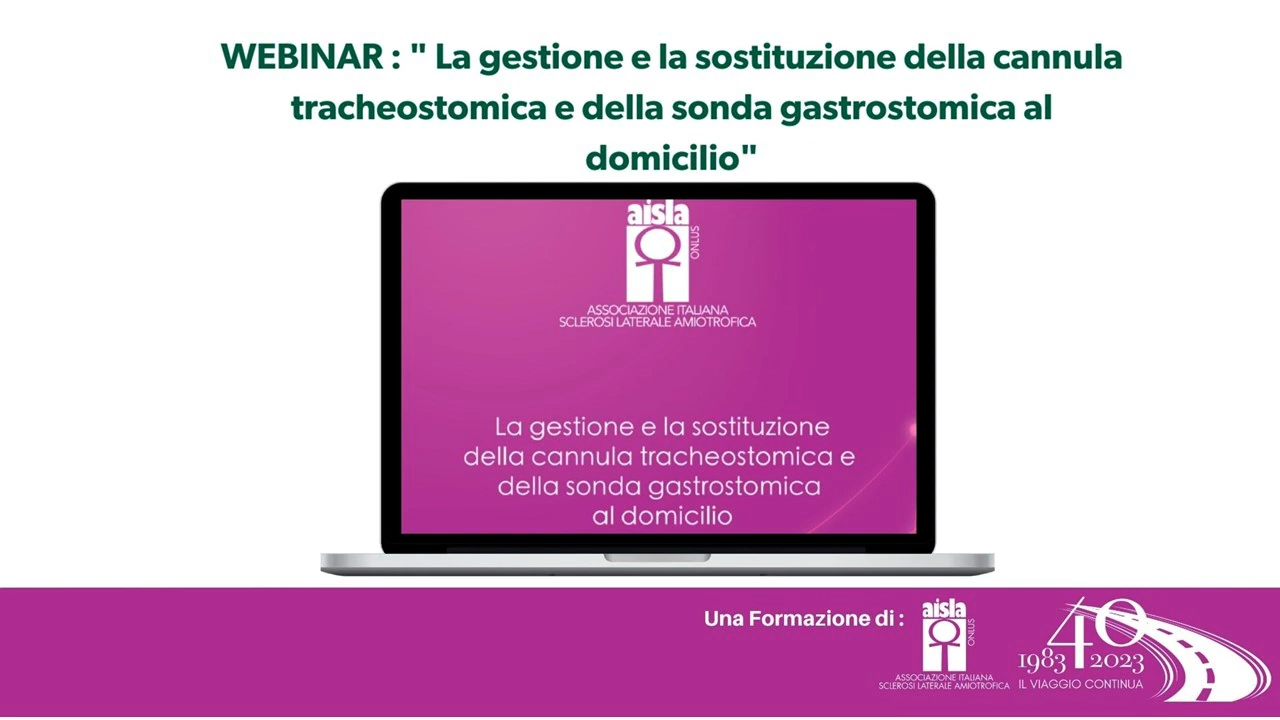 WEBINAR : " La gestione e la sostituzione della cannula
tracheostomica e della sonda gastrostomica al
domicilio"
aisla
ONLUS
ASSOCIAZIONE ITALIANA
SCLEROSI LATERALE AMIOTROFICA
La gestione e la sostituzione
della cannula tracheostomica e
della sonda gastrostomica
al domicilio
Una Formazione di :
aisla
ONLUS
ASSOCIAZIONE ITALIANA
SCLEROSI LATERALE AMIOTROFICA
40
1983 2023
IL VIAGGIO CONTINUA